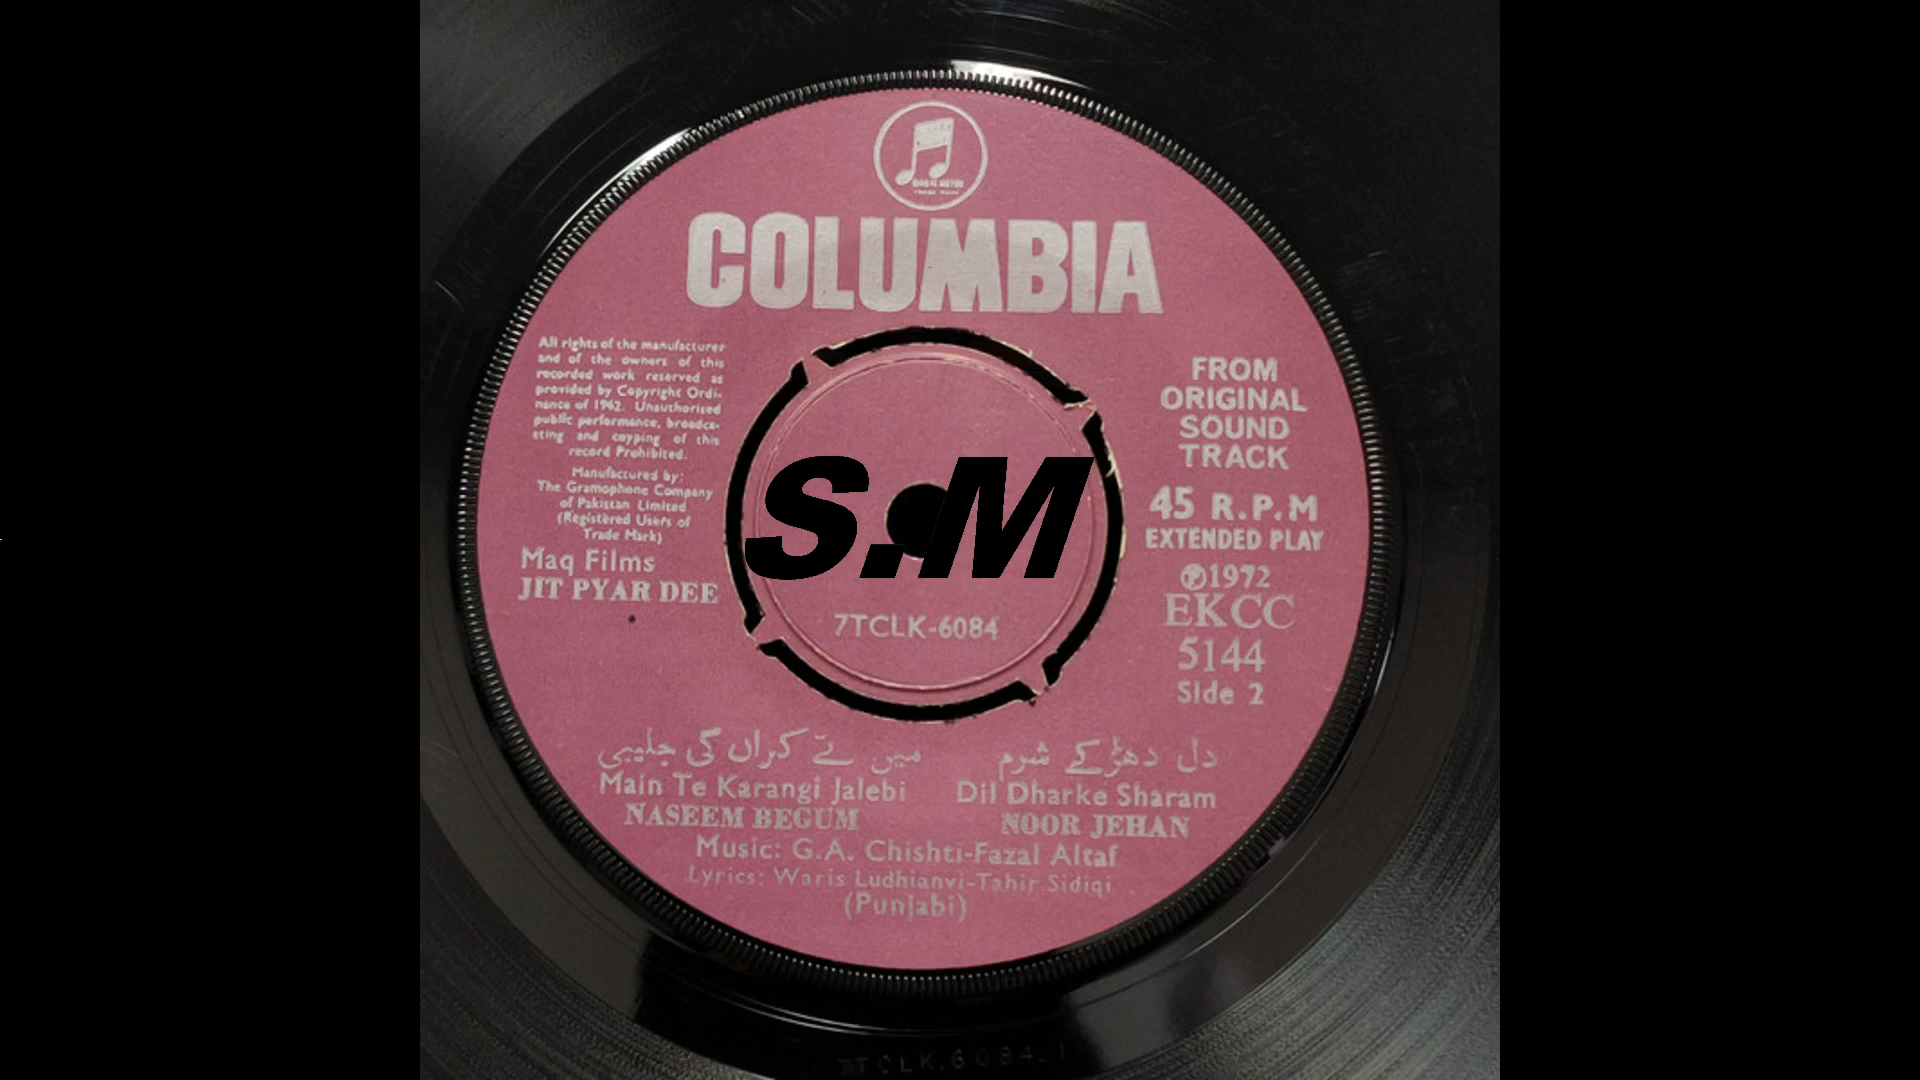 COLUMBIA
All rights of the manufacturer
and of the owners of this
recorded work reserved as
provided by Copyright Ordi-
nance of 1962. Unauthorised
public performance, broadca-
sting and copying of this
record Prohibited.
Manufactured by:
The Gramophone Company
of Pakistan Limited
(Registered Users of
Trade Mark)
Maq Films
JIT PYAR DEE
FROM
ORIGINAL
SOUND
TRACK
45 R.P.M
EXTENDED PLAY
℗1972
EKCC
5144
Side 2
S.M
7TCLK-6084
میں تے کراں گی جلیبی
Main Te Karangi Jalebi
NASEEM BEGUM
دل دھڑکے شرم
Dil Dharke Sharam
NOOR JEHAN
Music: G.A. Chishti-Fazal Altaf
Lyrics: Waris Ludhianvi-Tahir Sidiqi
(Punjabi)
7TCLK.6084_1